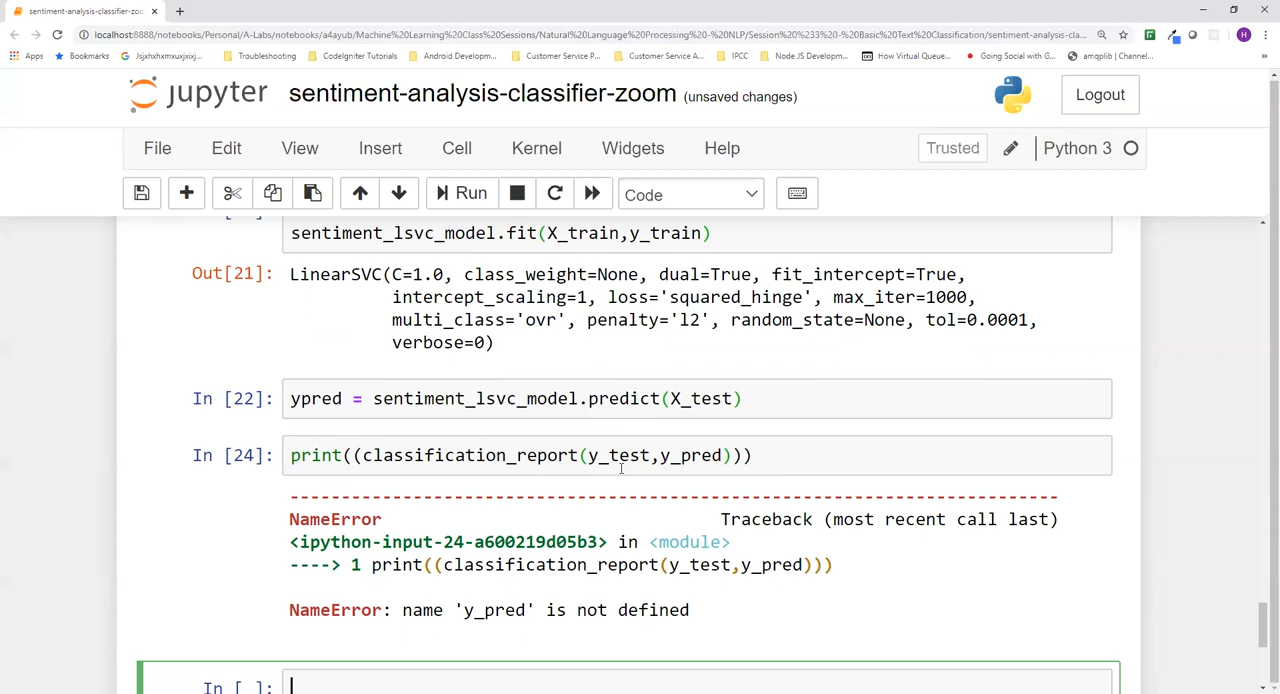 sentiment-analysis-classifier-zoom
localhost:8888/notebooks/Personal/A-Labs/notebooks/a4ayub/Machine%20Learning%20Class%20Sessions/Natural%20Language%20Processing%20-%20NLP/Session%20%233%20-%20Basic%20Text%20Classification/sentiment-analysis-cla...
Apps Bookmarks Troubleshooting CodeIgniter Tutorials Android Developm... Customer Service P... Customer Service A... IPCC Node JS Developm... How Virtual Queue... Going Social with G... amqplib | Channel... »
jupyter sentiment-analysis-classifier-zoom (unsaved changes) Logout
File Edit View Insert Cell Kernel Widgets Help Trusted Python 3
Run Code
sentiment_lsvc_model.fit(X_train,y_train)
Out[21]: LinearSVC(C=1.0, class_weight=None, dual=True, fit_intercept=True,
intercept_scaling=1, loss='squared_hinge', max_iter=1000,
multi_class='ovr', penalty='l2', random_state=None, tol=0.0001,
verbose=0)
In [22]: ypred = sentiment_lsvc_model.predict(X_test)
In [24]: print((classification_report(y_test,y_pred)))
---------------------------------------------------------------------------
NameError Traceback (most recent call last)
<ipython-input-24-a600219d05b3> in <module>
----> 1 print((classification_report(y_test,y_pred)))
NameError: name 'y_pred' is not defined
In [ ]: